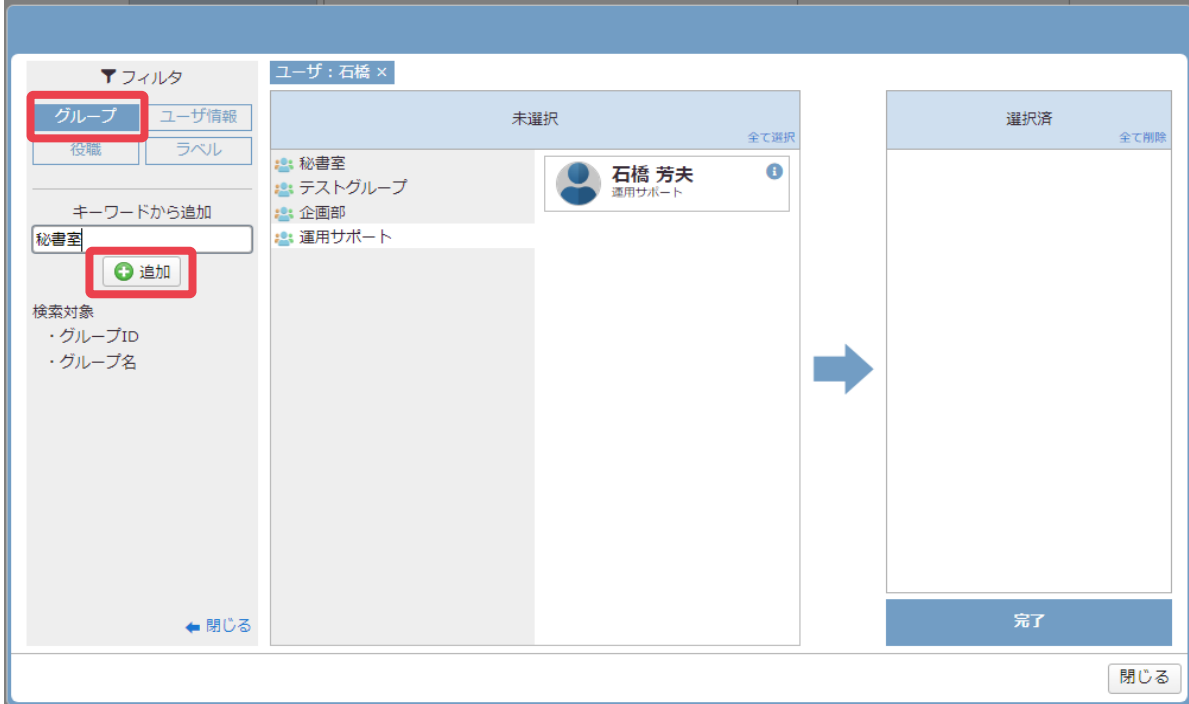 フィルタ
グループ
ユーザ情報
役職
ラベル
キーワードから追加
秘書室
追加
検索対象
・グループID
・グループ名
閉じる
ユーザ：石橋 ×
未選択
全て選択
秘書室
テストグループ
企画部
運用サポート
石橋 芳夫
運用サポート
選択済
全て削除
完了
閉じる